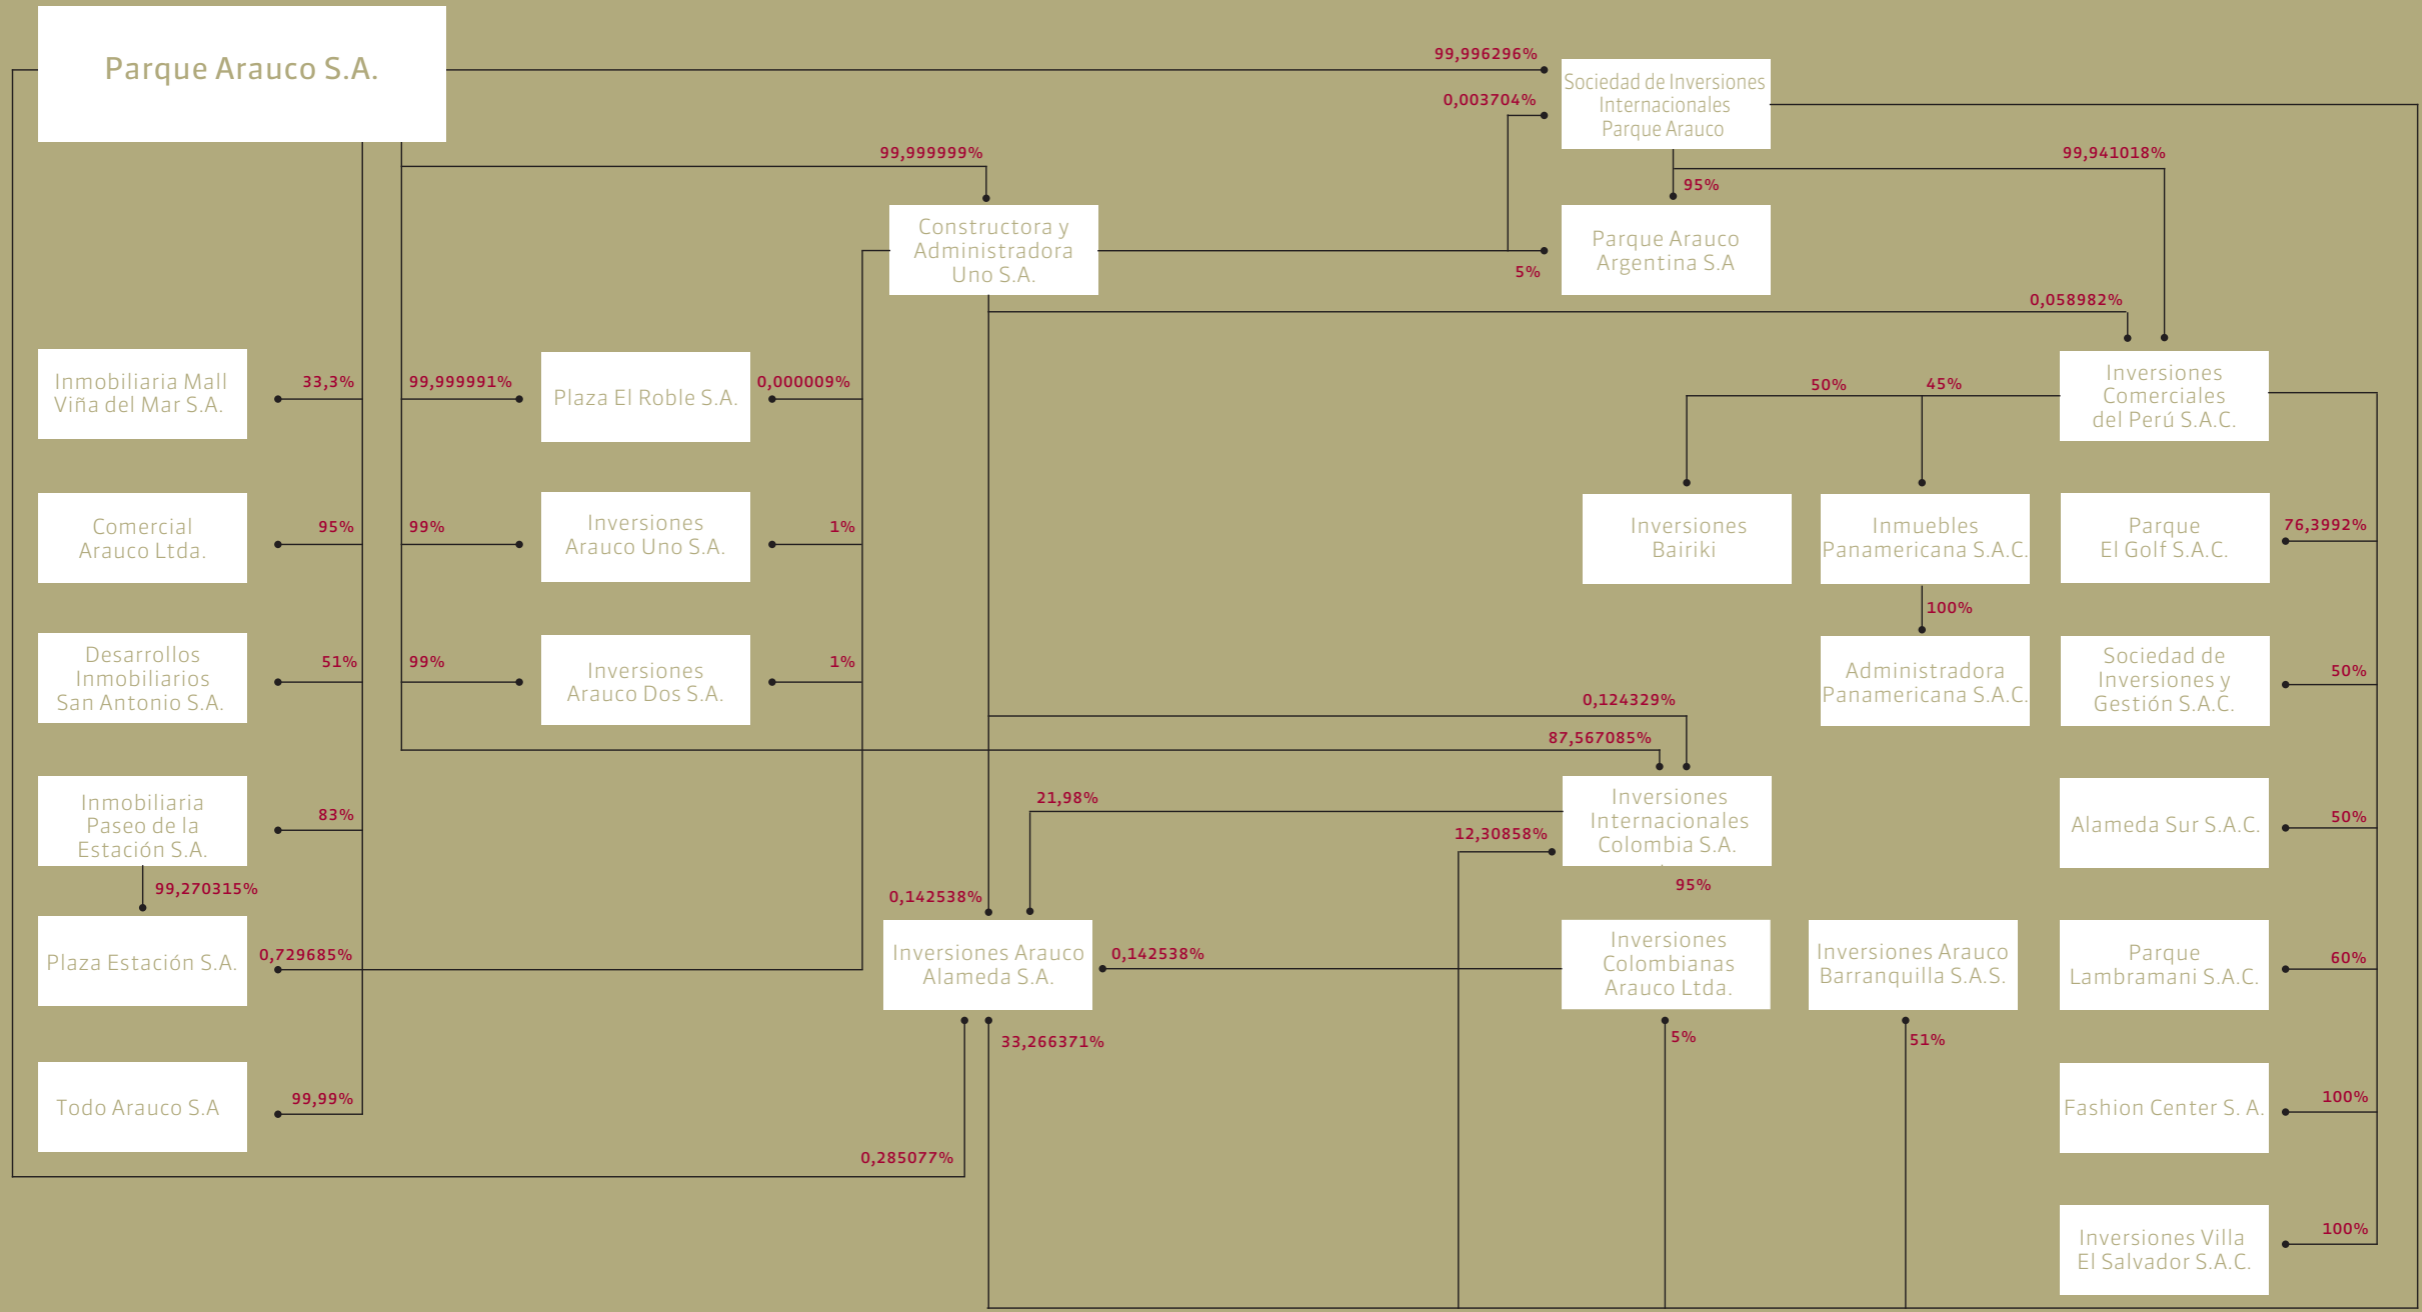 Parque Arauco S.A.
99,996296%
Sociedad de Inversiones
Internacionales
Parque Arauco
0,003704%
99,999999%
99,941018%
95%
Constructora y
Administradora
Uno S.A.
Parque Arauco
Argentina S.A
5%
0,058982%
Inmobiliaria Mall
Viña del Mar S.A.
33,3%
99,999991%
Plaza El Roble S.A.
0,000009%
50%
45%
Inversiones
Comerciales
del Perú S.A.C.
Comercial
Arauco Ltda.
95%
99%
Inversiones
Arauco Uno S.A.
1%
Inversiones
Bairiki
Inmuebles
Panamericana S.A.C.
Parque
El Golf S.A.C.
76,3992%
100%
Desarrollos
Inmobiliarios
San Antonio S.A.
51%
99%
Inversiones
Arauco Dos S.A.
1%
Administradora
Panamericana S.A.C.
Sociedad de
Inversiones y
Gestión S.A.C.
50%
0,124329%
87,567085%
Inmobiliaria
Paseo de la
Estación S.A.
83%
21,98%
12,30858%
Inversiones
Internacionales
Colombia S.A.
Alameda Sur S.A.C.
50%
99,270315%
0,142538%
95%
Plaza Estación S.A.
0,729685%
Inversiones Arauco
Alameda S.A.
0,142538%
Inversiones
Colombianas
Arauco Ltda.
Inversiones Arauco
Barranquilla S.A.S.
Parque
Lambramani S.A.C.
60%
33,266371%
5%
51%
Todo Arauco S.A
99,99%
Fashion Center S. A.
100%
0,285077%
Inversiones Villa
El Salvador S.A.C.
100%